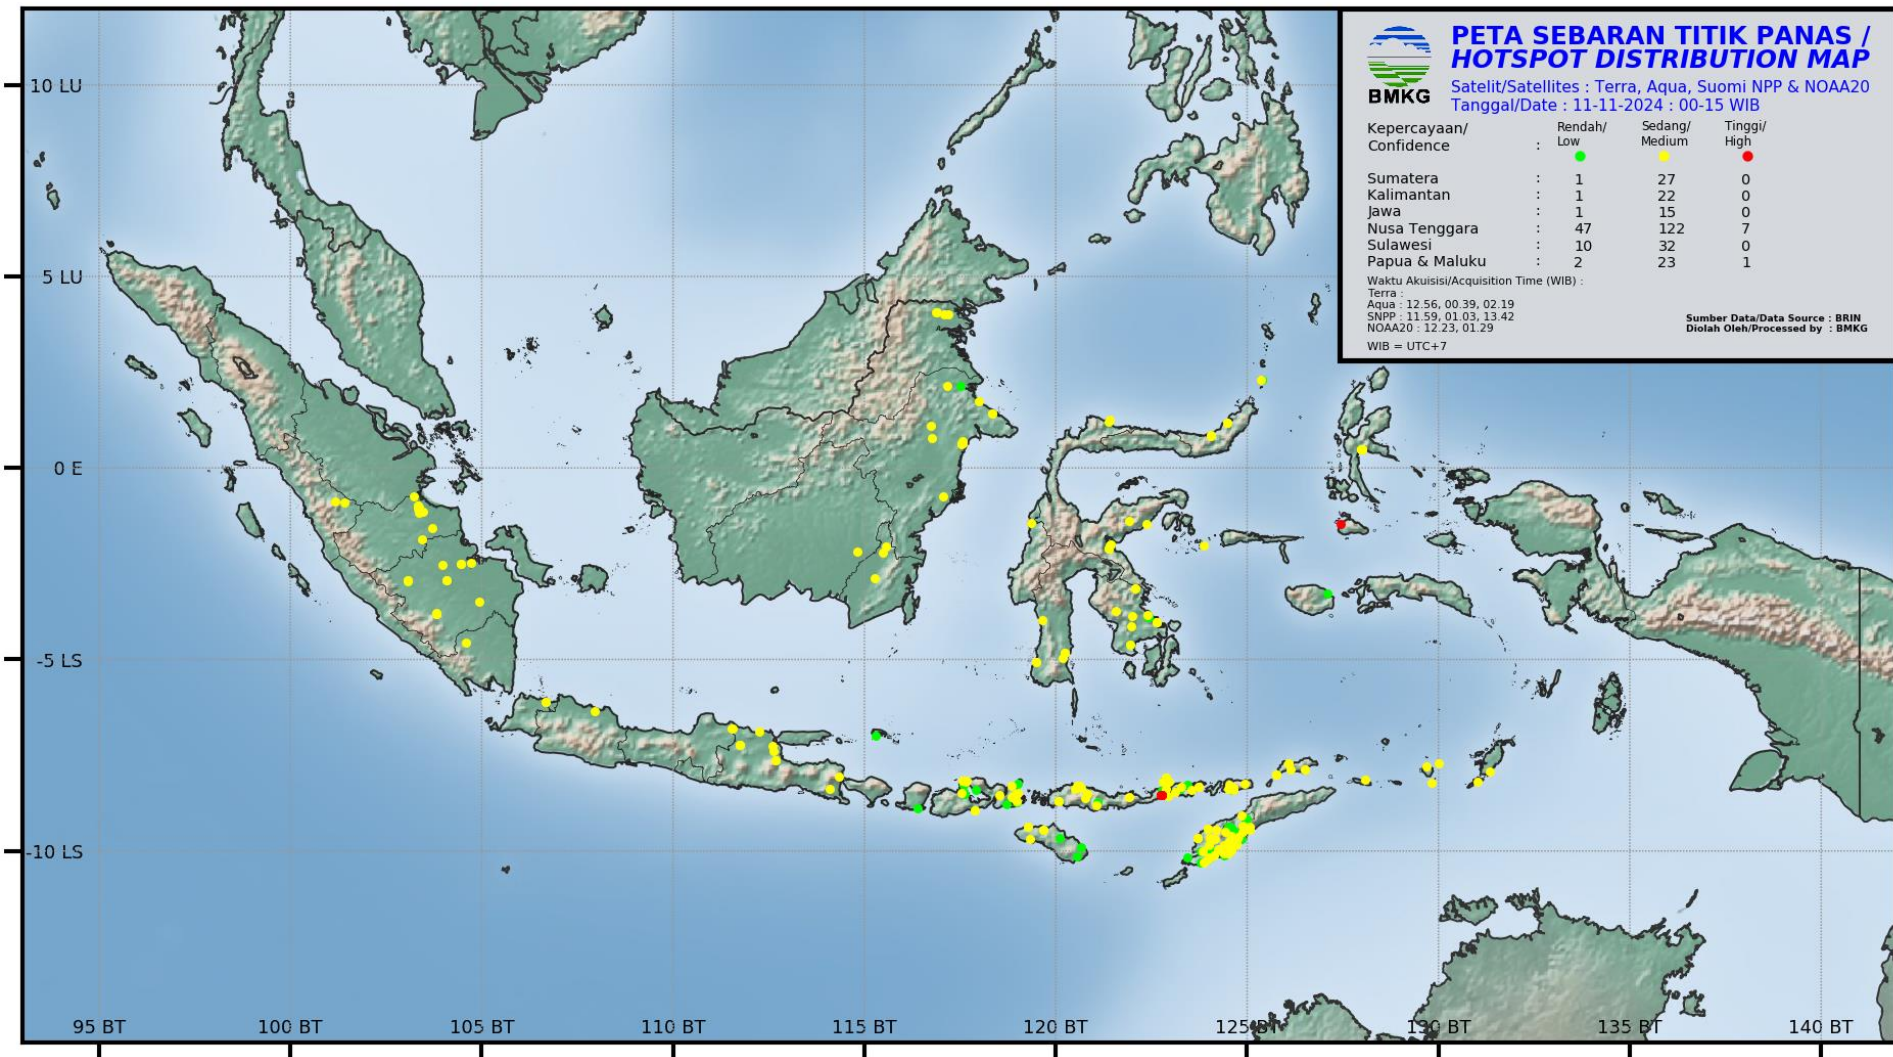 PETA SEBARAN TITIK PANAS /
HOTSPOT DISTRIBUTION MAP
Satelit/Satellites : Terra, Aqua, Suomi NPP & NOAA20
Tanggal/Date : 11-11-2024 : 00-15 WIB
BMKG
Kepercayaan/ Rendah/ Sedang/ Tinggi/
Confidence : Low Medium High
Sumatera : 1 27 0
Kalimantan : 1 22 0
Jawa : 1 15 0
Nusa Tenggara : 47 122 7
Sulawesi : 10 32 0
Papua & Maluku : 2 23 1
Waktu Akuisisi/Acquisition Time (WIB) :
Terra :
Aqua : 12.56, 00.39, 02.19
SNPP : 11.59, 01.03, 13.42
NOAA20 : 12.23, 01.29
WIB = UTC+7
Sumber Data/Data Source : BRIN
Diolah Oleh/Processed by : BMKG
10 LU
5 LU
0 E
-5 LS
-10 LS
95 BT
100 BT
105 BT
110 BT
115 BT
120 BT
125 BT
130 BT
135 BT
140 BT